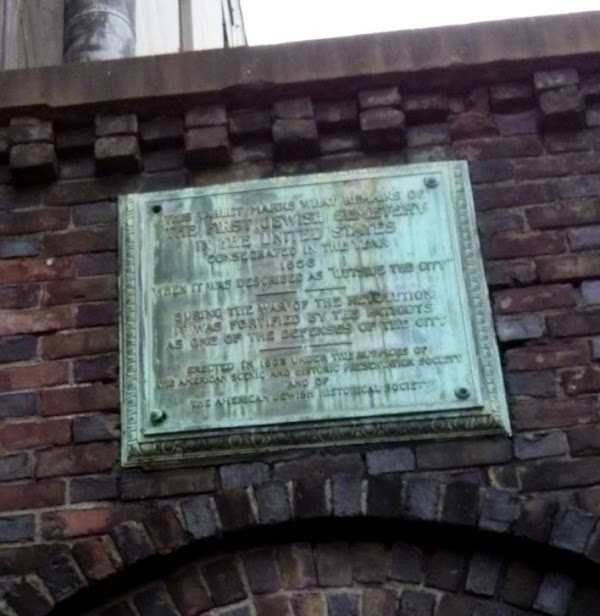 THIS TABLET MARKS WHAT REMAINS OF
THE FIRST JEWISH CEMETERY
IN THE UNITED STATES
CONSECRATED IN THE YEAR
1656
WHEN IT WAS DESCRIBED AS "OUTSIDE THE CITY"
DURING THE WAR OF THE REVOLUTION
IT WAS FORTIFIED BY THE PATRIOTS
AS ONE OF THE DEFENSES OF THE CITY
ERECTED IN 1903 UNDER THE AUSPICES OF
THE AMERICAN SCENIC AND HISTORIC PRESERVATION SOCIETY
AND OF
THE AMERICAN JEWISH HISTORICAL SOCIETY